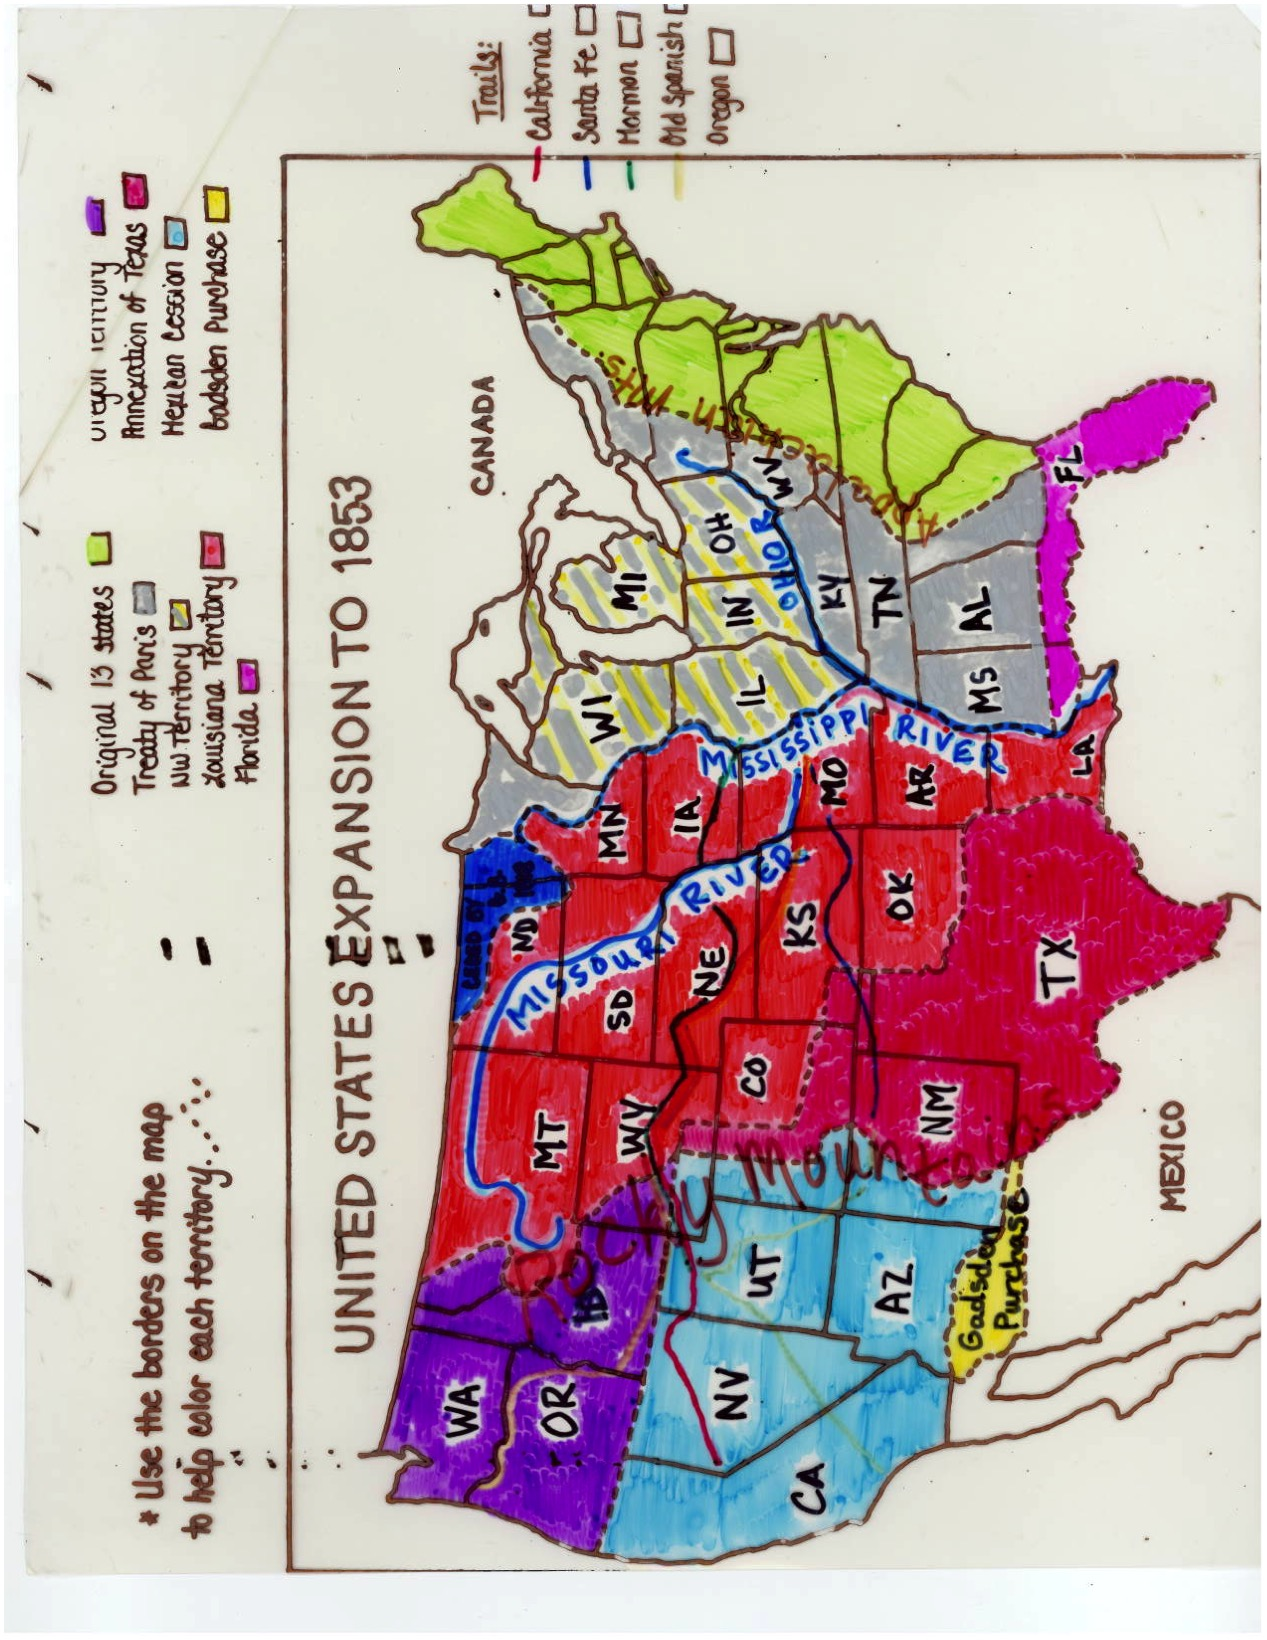 * Use the borders on the map
to help color each territory.....
Original 13 states
Treaty of Paris
NW Territory
Louisiana Territory
Florida
Oregon Territory
Annexation of Texas
Mexican Cession
Gadsden Purchase
UNITED STATES EXPANSION TO 1853
CANADA
Trails:
California
Santa Fe
Mormon
Old Spanish
Oregon
WA
OR
ID
MT
WY
ND
SD
NE
KS
CO
MN
IA
MO
AR
LA
OK
TX
NM
UT
AZ
NV
CA
WI
MI
IL
IN
OH
WV
KY
TN
MS
AL
FL
CEDED BY
MISSOURI RIVER
MISSISSIPPI RIVER
OHIO R
Rocky Mountains
Mts.
Gadsden
Purchase
MEXICO